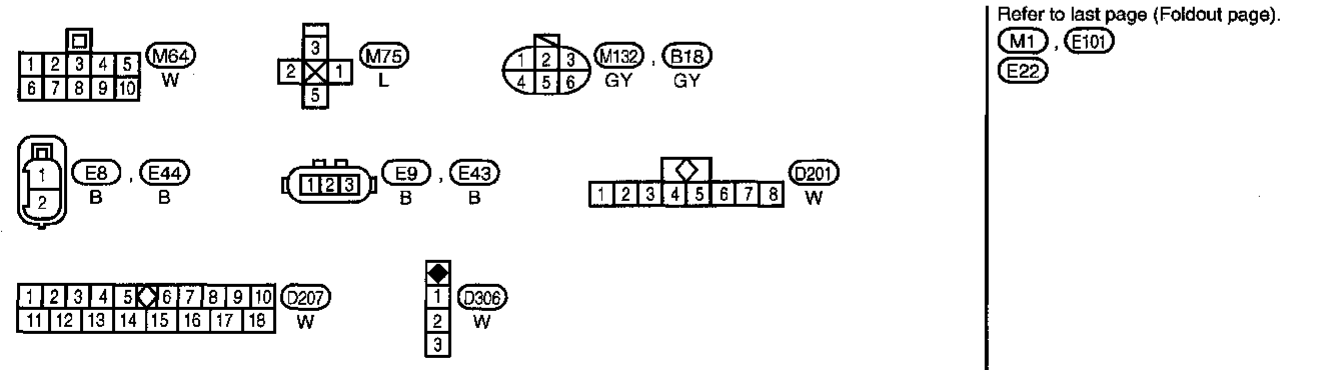 1 2 3 4 5
6 7 8 9 10
M64
W
3
2 1
5
M75
L
1 2 3
4 5 6
M132 , B18
GY GY
Refer to last page (Foldout page).
M1 , E101
E22
1
2
E8 , E44
B B
1 2 3
E9 , E43
B B
1 2 3 4 5 6 7 8
D201
W
1 2 3 4 5 6 7 8 9 10
11 12 13 14 15 16 17 18
D207
W
1
2
3
D306
W